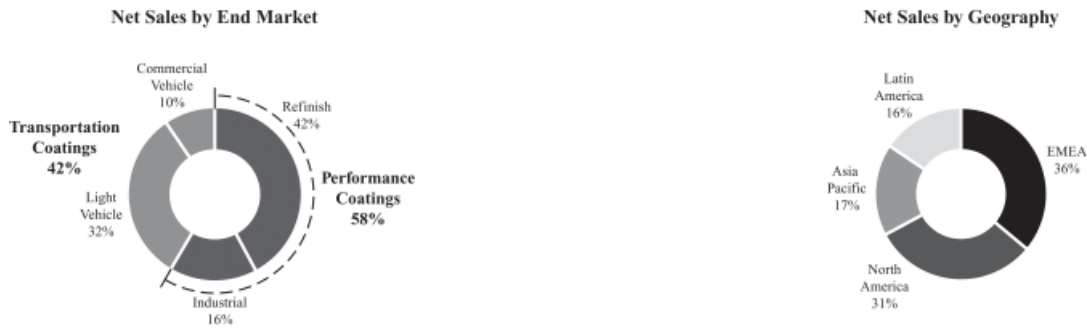 Net Sales by End Market
Commercial
Vehicle
10%
Refinish
42%
Transportation
Coatings
42%
Performance
Coatings
58%
Light
Vehicle
32%
Industrial
16%
Net Sales by Geography
Latin
America
16%
EMEA
36%
Asia
Pacific
17%
North
America
31%